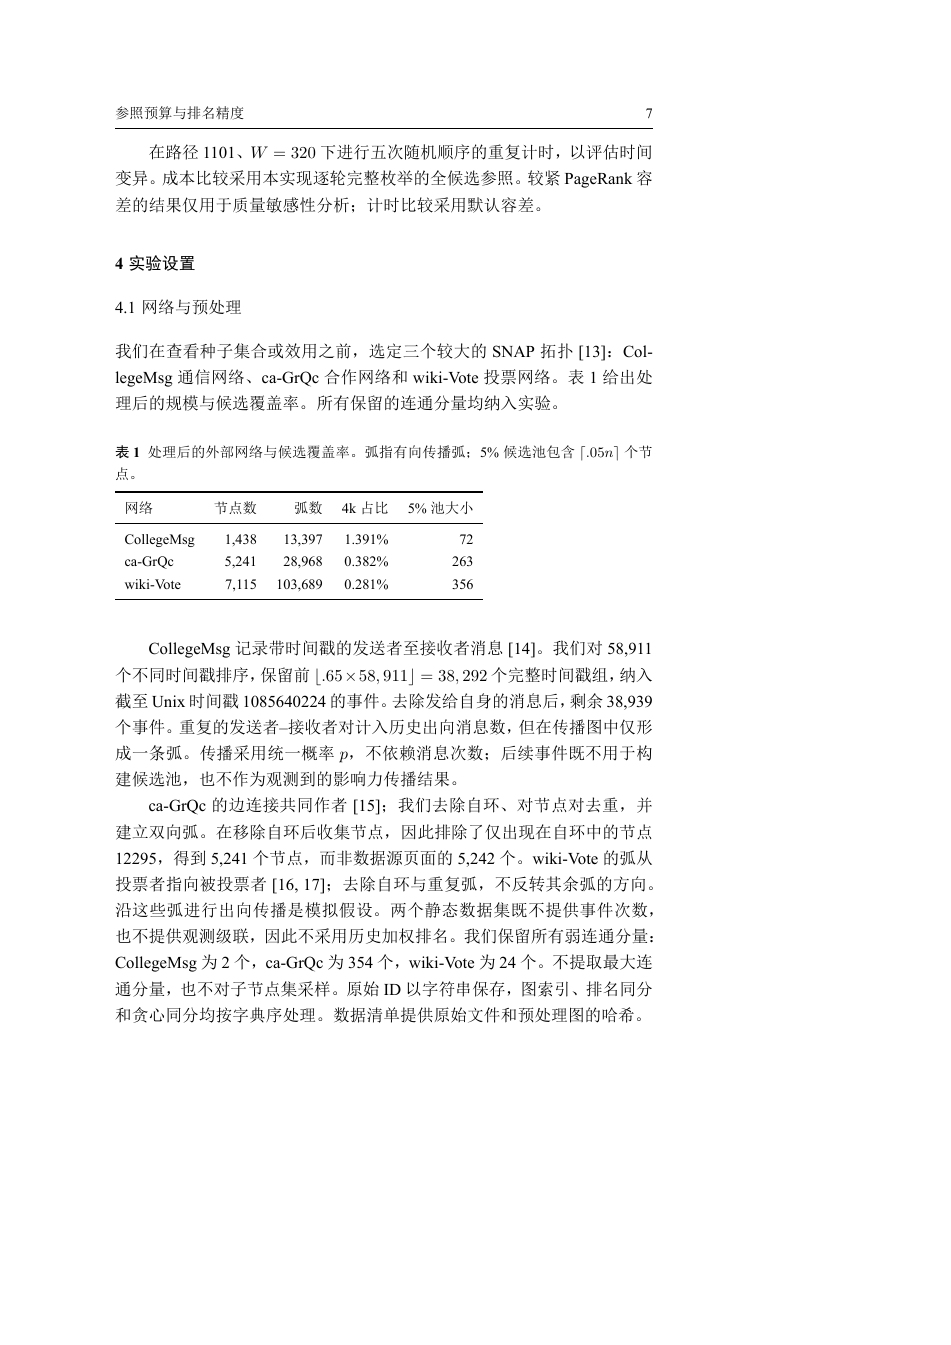 参照预算与排名精度 7
在路径 1101、W = 320 下进行五次随机顺序的重复计时，以评估时间
变异。成本比较采用本实现逐轮完整枚举的全候选参照。较紧 PageRank 容
差的结果仅用于质量敏感性分析；计时比较采用默认容差。
4 实验设置
4.1 网络与预处理
我们在查看种子集合或效用之前，选定三个较大的 SNAP 拓扑 [13]：Col-
legeMsg 通信网络、ca-GrQc 合作网络和 wiki-Vote 投票网络。表 1 给出处
理后的规模与候选覆盖率。所有保留的连通分量均纳入实验。
表 1 处理后的外部网络与候选覆盖率。弧指有向传播弧；5% 候选池包含 ⌈.05n⌉ 个节
点。
网络 节点数 弧数 4k 占比 5% 池大小
CollegeMsg 1,438 13,397 1.391% 72
ca-GrQc 5,241 28,968 0.382% 263
wiki-Vote 7,115 103,689 0.281% 356
CollegeMsg 记录带时间戳的发送者至接收者消息 [14]。我们对 58,911
个不同时间戳排序，保留前 ⌊.65×58, 911⌋ = 38, 292 个完整时间戳组，纳入
截至 Unix 时间戳 1085640224 的事件。去除发给自身的消息后，剩余 38,939
个事件。重复的发送者–接收者对计入历史出向消息数，但在传播图中仅形
成一条弧。传播采用统一概率 p，不依赖消息次数；后续事件既不用于构
建候选池，也不作为观测到的影响力传播结果。
ca-GrQc 的边连接共同作者 [15]；我们去除自环、对节点对去重，并
建立双向弧。在移除自环后收集节点，因此排除了仅出现在自环中的节点
12295，得到 5,241 个节点，而非数据源页面的 5,242 个。wiki-Vote 的弧从
投票者指向被投票者 [16, 17]；去除自环与重复弧，不反转其余弧的方向。
沿这些弧进行出向传播是模拟假设。两个静态数据集既不提供事件次数，
也不提供观测级联，因此不采用历史加权排名。我们保留所有弱连通分量：
CollegeMsg 为 2 个，ca-GrQc 为 354 个，wiki-Vote 为 24 个。不提取最大连
通分量，也不对子节点集采样。原始 ID 以字符串保存，图索引、排名同分
和贪心同分均按字典序处理。数据清单提供原始文件和预处理图的哈希。